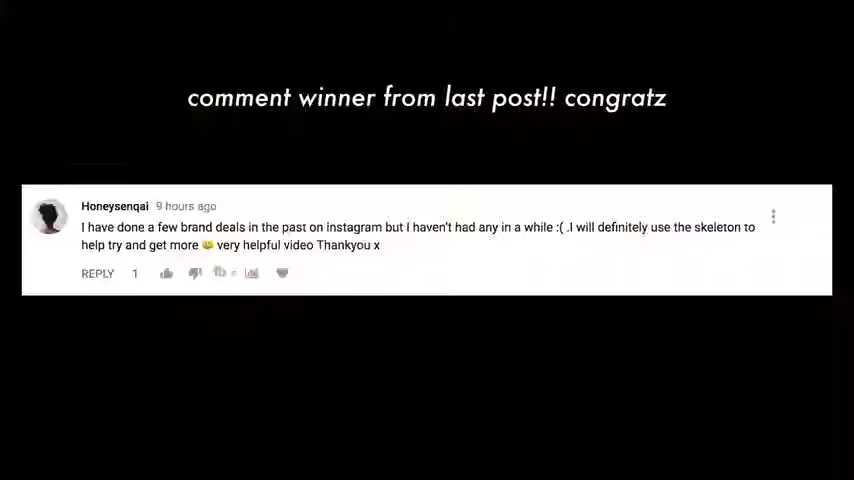 comment winner from last post!! congratz
Honeysenqai 9 hours ago
I have done a few brand deals in the past on instagram but I haven't had any in a while :( .I will definitely use the skeleton to
help try and get more 😄 very helpful video Thankyou x
REPLY 1